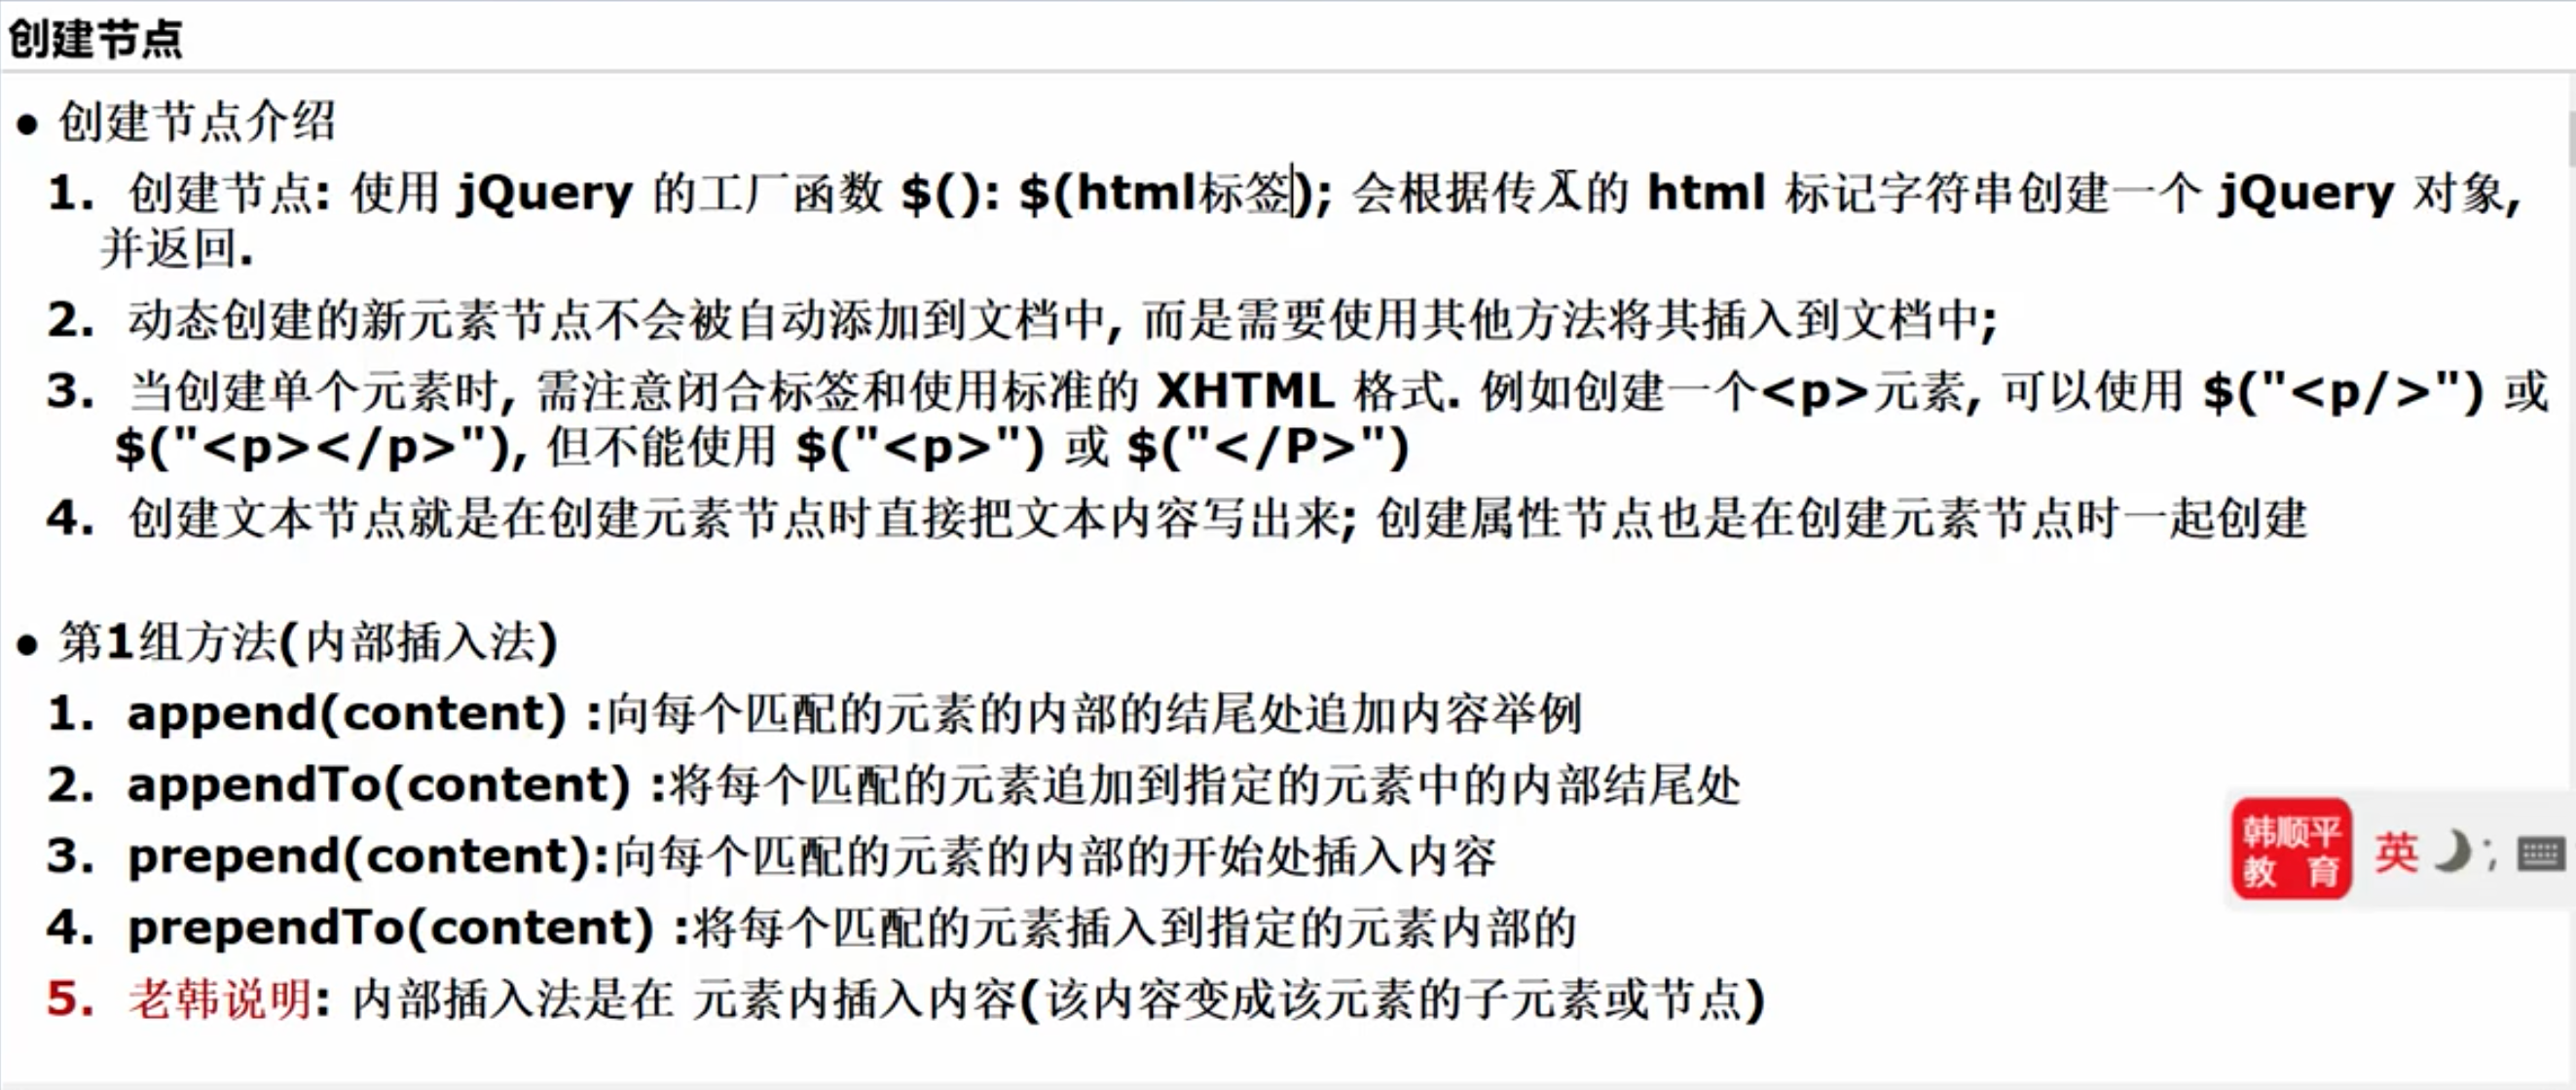 创建节点
● 创建节点介绍
1. 创建节点: 使用 jQuery 的工厂函数 $(): $(html标签); 会根据传入的 html 标记字符串创建一个 jQuery 对象,
并返回.
2. 动态创建的新元素节点不会被自动添加到文档中, 而是需要使用其他方法将其插入到文档中;
3. 当创建单个元素时, 需注意闭合标签和使用标准的 XHTML 格式. 例如创建一个<p>元素, 可以使用 $("<p/>") 或
$("<p></p>"), 但不能使用 $("<p>") 或 $("</P>")
4. 创建文本节点就是在创建元素节点时直接把文本内容写出来; 创建属性节点也是在创建元素节点时一起创建
● 第1组方法(内部插入法)
1. append(content) :向每个匹配的元素的内部的结尾处追加内容举例
2. appendTo(content) :将每个匹配的元素追加到指定的元素中的内部结尾处
3. prepend(content):向每个匹配的元素的内部的开始处插入内容
4. prependTo(content) :将每个匹配的元素插入到指定的元素内部的
5. 老韩说明: 内部插入法是在 元素内插入内容(该内容变成该元素的子元素或节点)
韩顺平
教 育
英 ;